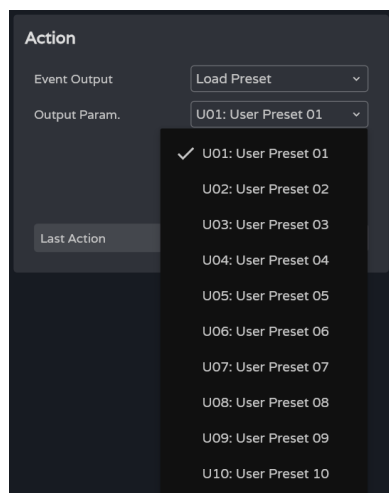 Action
Event Output Load Preset
Output Param. U01: User Preset 01
U01: User Preset 01
U02: User Preset 02
U03: User Preset 03
U04: User Preset 04
Last Action
U05: User Preset 05
U06: User Preset 06
U07: User Preset 07
U08: User Preset 08
U09: User Preset 09
U10: User Preset 10